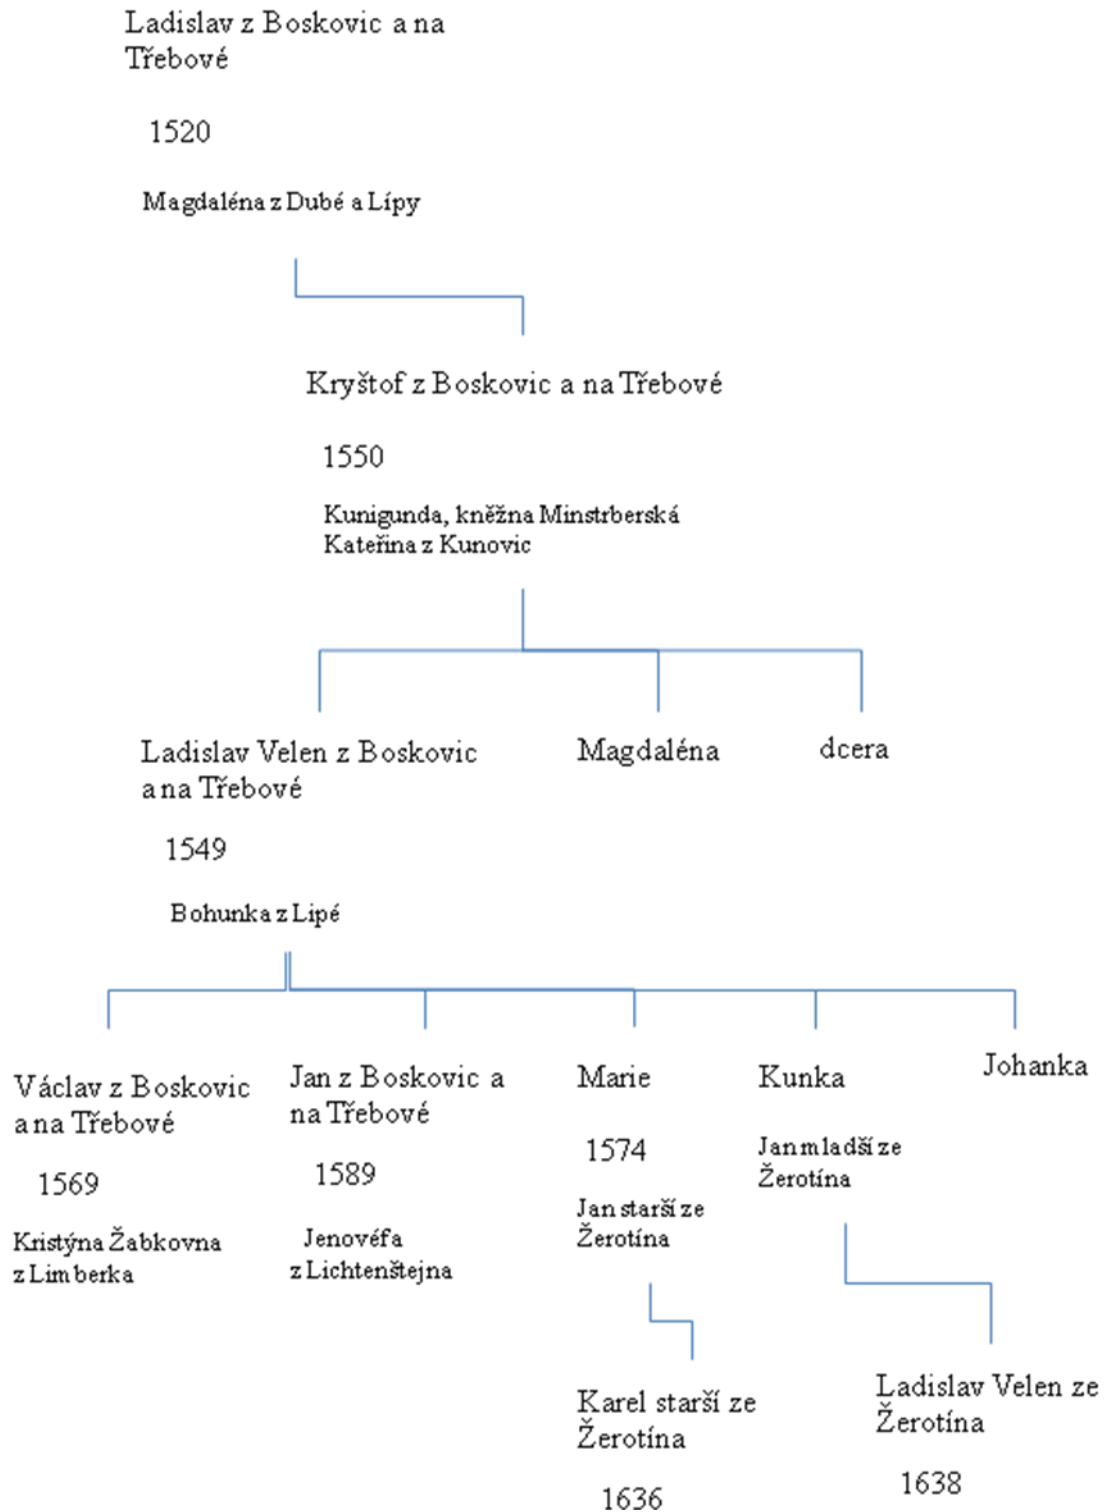 Ladislav z Boskovic a na
Třebové
1520
Magdaléna z Dubé a Lípy
Kryštof z Boskovic a na Třebové
1550
Kunigunda, kněžna Minstrberská
Kateřina z Kunovic
Ladislav Velen z Boskovic
a na Třebové
1549
Bohunka z Lipé
Magdaléna
dcera
Václav z Boskovic
a na Třebové
1569
Kristýna Žabkovna
z Limberka
Jan z Boskovic a
na Třebové
1589
Jenovéfa
z Lichtenštejna
Marie
1574
Jan starší ze
Žerotína
Kunka
Jan mladší ze
Žerotína
Johanka
Karel starší ze
Žerotína
1636
Ladislav Velen ze
Žerotína
1638